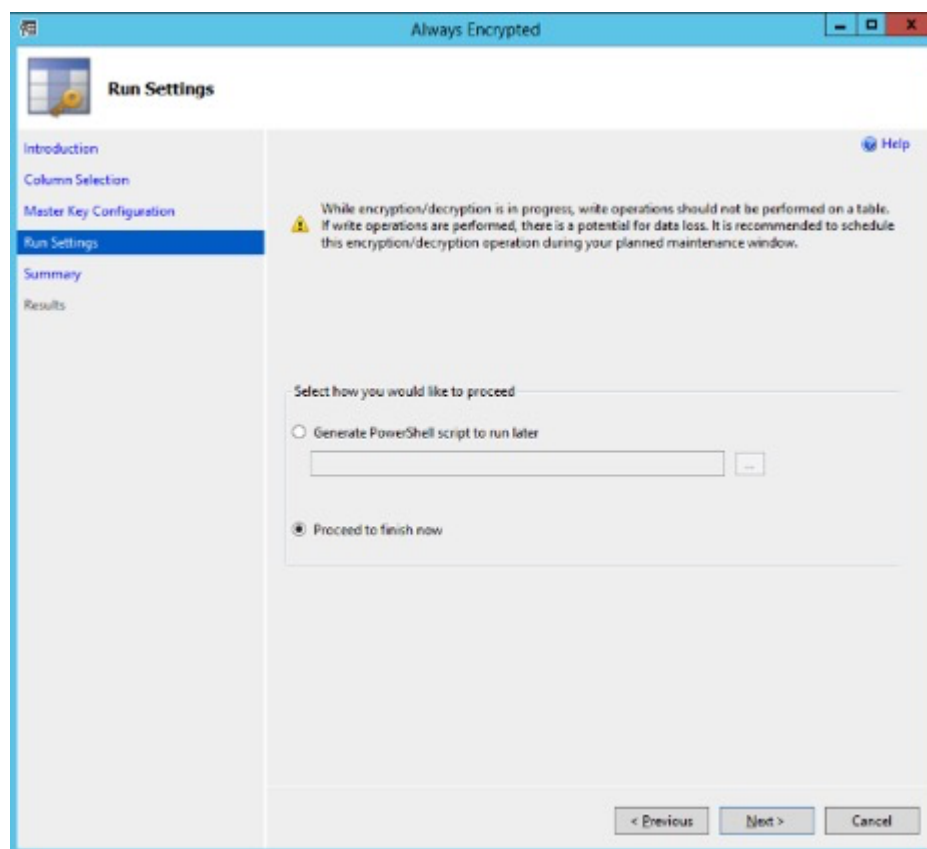 Always Encrypted
Run Settings
Introduction
Column Selection
Master Key Configuration
Run Settings
Summary
Results
Help
While encryption/decryption is in progress, write operations should not be performed on a table.
If write operations are performed, there is a potential for data loss. It is recommended to schedule
this encryption/decryption operation during your planned maintenance window.
Select how you would like to proceed
Generate PowerShell script to run later
...
Proceed to finish now
< Previous
Next >
Cancel